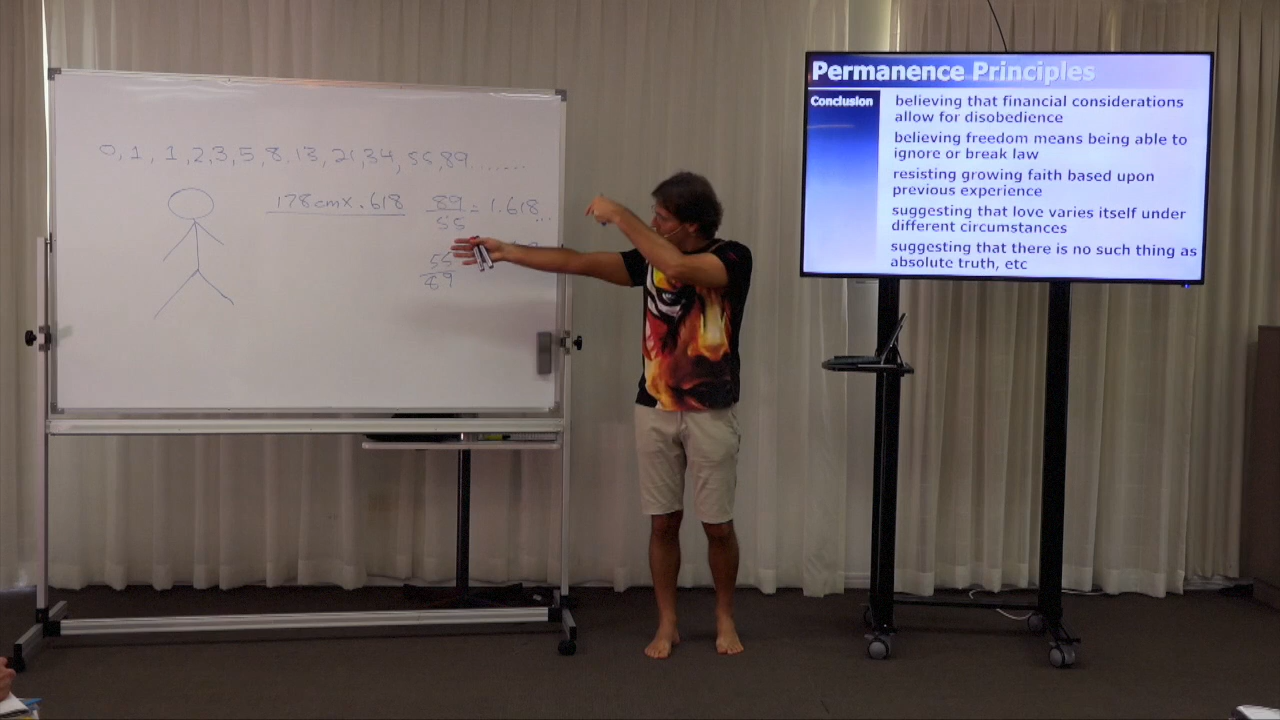 0, 1, 1, 2, 3, 5, 8, 13, 21, 34, 55, 89.......
178cm x .618
89
55
= 1.618...
55
89
Permanence Principles
Conclusion
believing that financial considerations
allow for disobedience
believing freedom means being able to
ignore or break law
resisting growing faith based upon
previous experience
suggesting that love varies itself under
different circumstances
suggesting that there is no such thing as
absolute truth, etc